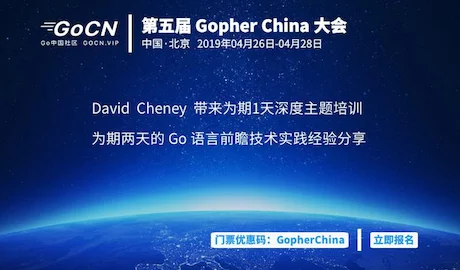 GoCN
Go中国社区 GOCN.VIP
第五届 Gopher China 大会
中国·北京 2019年04月26日-04月28日
David Cheney 带来为期1天深度主题培训
为期两天的 Go 语言前瞻技术实践经验分享
门票优惠码：GopherChina
立即报名